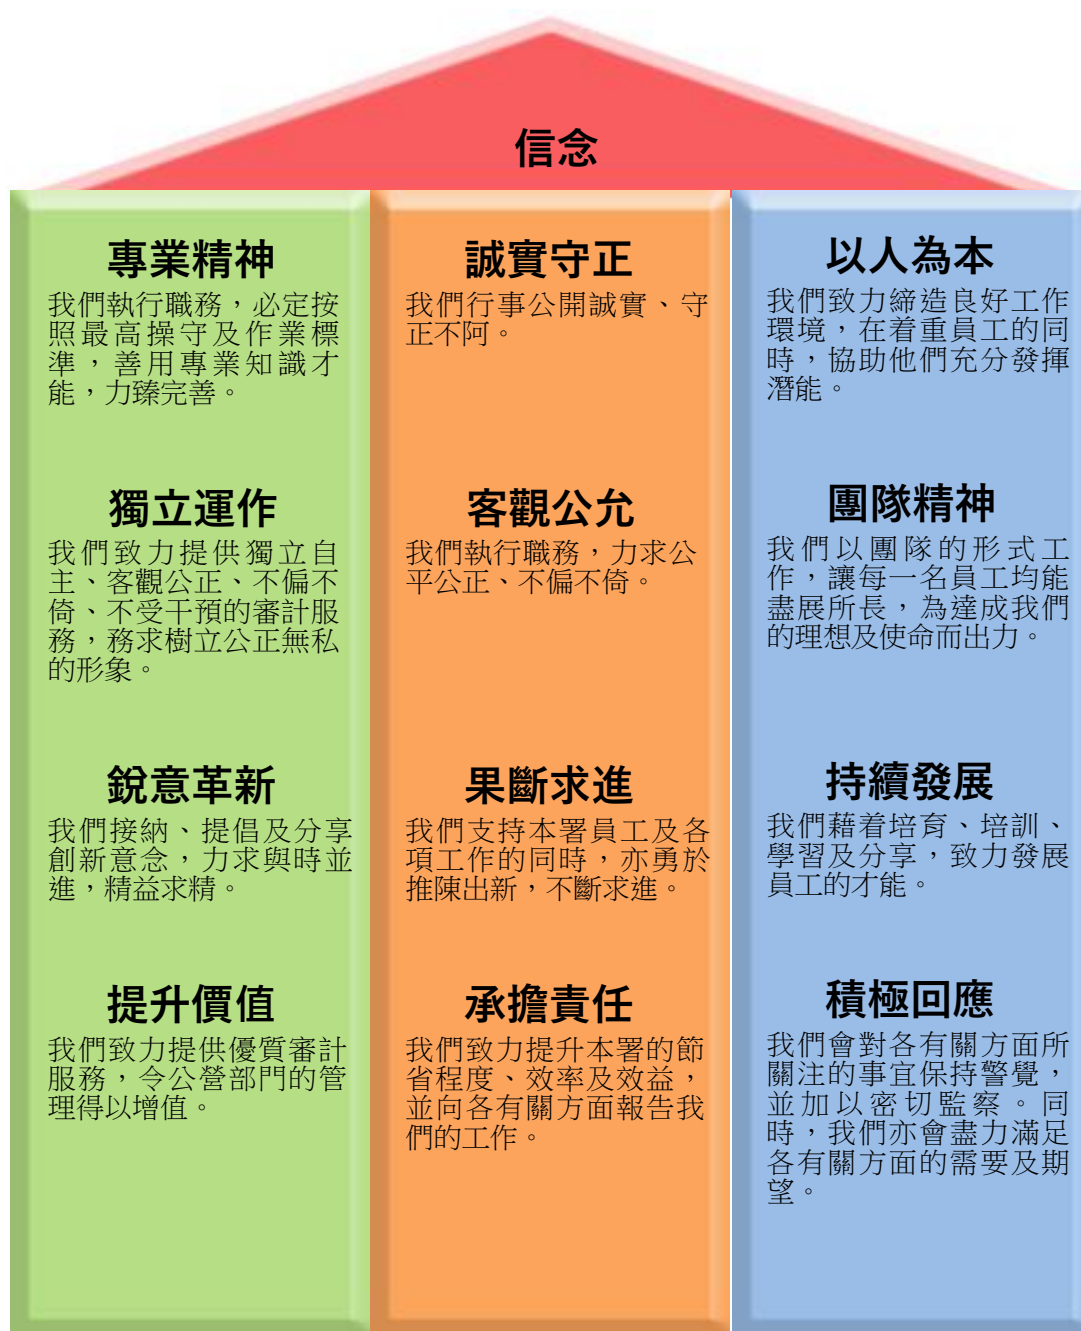 信念
專業精神
我們執行職務，必定按
照最高操守及作業標
準，善用專業知識才
能，力臻完善。
獨立運作
我們致力提供獨立自
主、客觀公正、不偏不
倚、不受干預的審計服
務，務求樹立公正無私
的形象。
銳意革新
我們接納、提倡及分享
創新意念，力求與時並
進，精益求精。
提升價值
我們致力提供優質審計
服務，令公營部門的管
理得以增值。
誠實守正
我們行事公開誠實、守
正不阿。
客觀公允
我們執行職務，力求公
平公正、不偏不倚。
果斷求進
我們支持本署員工及各
項工作的同時，亦勇於
推陳出新，不斷求進。
承擔責任
我們致力提升本署的節
省程度、效率及效益，
並向各有關方面報告我
們的工作。
以人為本
我們致力締造良好工作
環境，在着重員工的同
時，協助他們充分發揮
潛能。
團隊精神
我們以團隊的形式工
作，讓每一名員工均能
盡展所長，為達成我們
的理想及使命而出力。
持續發展
我們藉着培育、培訓、
學習及分享，致力發展
員工的才能。
積極回應
我們會對各有關方面所
關注的事宜保持警覺，
並加以密切監察。同
時，我們亦會盡力滿足
各有關方面的需要及期
望。